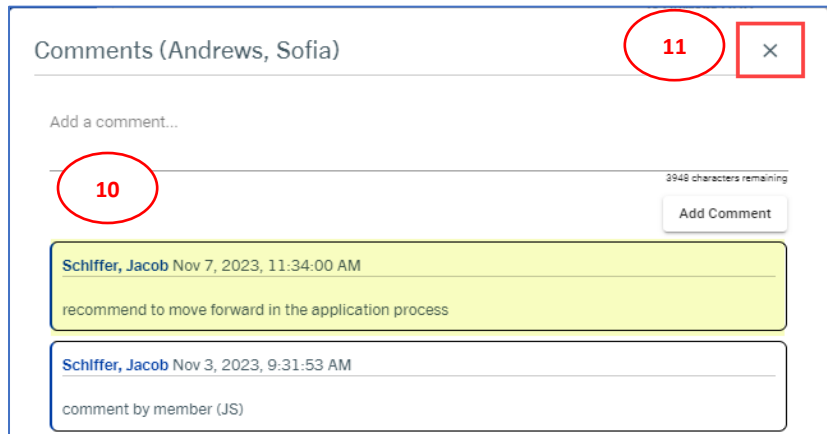 Comments (Andrews, Sofia)
11
×
Add a comment...
3948 characters remaining
10
Add Comment
Schiffer, Jacob Nov 7, 2023, 11:34:00 AM
recommend to move forward in the application process
Schiffer, Jacob Nov 3, 2023, 9:31:53 AM
comment by member (JS)